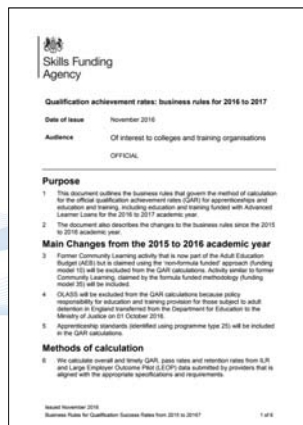 Skills Funding
Agency
Qualification achievement rates: business rules for 2016 to 2017
Date of Issue November 2016
Audience Of interest to colleges and training organisations
OFFICIAL
Purpose
1 This document outlines the business rules that govern the method of calculation
for the official qualification achievement rates (QAR) for apprenticeships and
education and training, including education and training funded with Advanced
Learner Loans for the 2016 to 2017 academic year.
2 The document also describes the changes to the business rules since the 2015
to 2016 academic year.
Main Changes from the 2015 to 2016 academic year
3 Former Community Learning activity that is now part of the Adult Education
Budget (AEB) but is claimed using the 'non-formula funded' approach (funding
model 10) will be excluded from the QAR calculations. Activity similar to former
Community Learning, claimed by the formula funded methodology (funding
model 35) will be included.
4 OLASS will be excluded from the QAR calculations because policy
responsibility for education and training provision for those subject to adult
detention in England transferred from the Department for Education to the
Ministry of Justice on 01 October 2016.
5 Apprenticeship standards (identified using programme type 25) will be included
in the QAR calculations.
Methods of calculation
6 We calculate overall and timely QAR, pass rates and retention rates from ILR
and Large Employer Outcome Pilot (LEOP) data submitted by providers that is
aligned with the appropriate specifications and requirements.
Issued November 2016
Business Rules for Qualification Success Rates from 2015 to 2016? 1 of 6